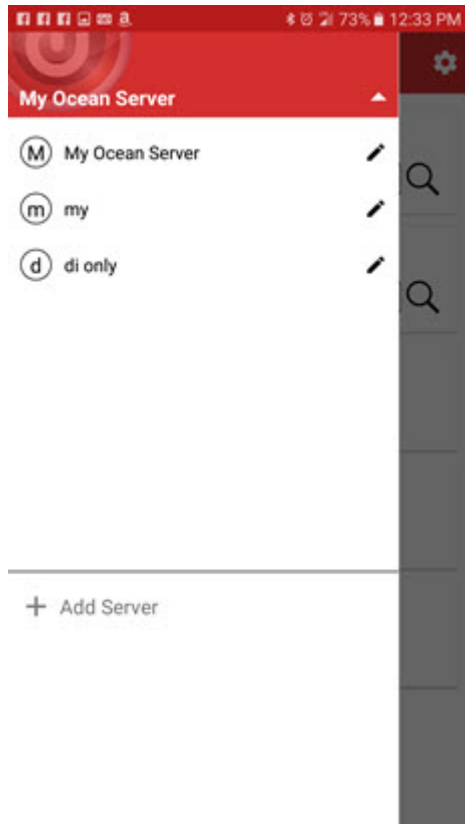 73% 12:33 PM
My Ocean Server
M My Ocean Server
m my
d di only
+ Add Server